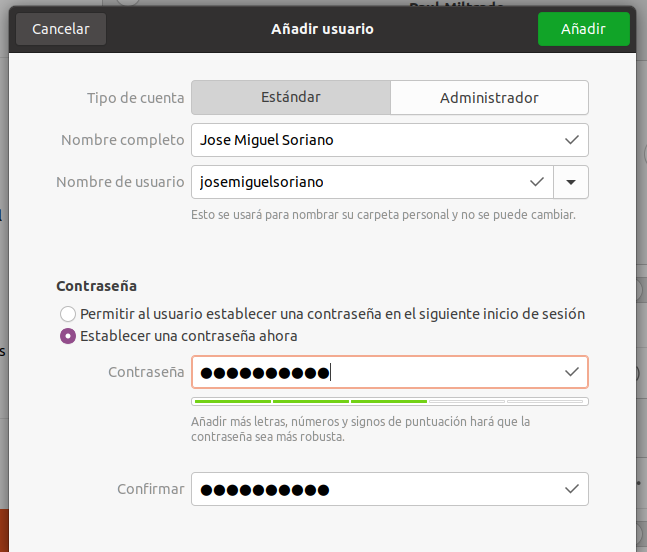 Cancelar
Añadir usuario
Añadir
Tipo de cuenta
Estándar
Administrador
Nombre completo
Jose Miguel Soriano
Nombre de usuario
josemiguelsoriano
Esto se usará para nombrar su carpeta personal y no se puede cambiar.
Contraseña
Permitir al usuario establecer una contraseña en el siguiente inicio de sesión
Establecer una contraseña ahora
Contraseña
●●●●●●●●●●
Añadir más letras, números y signos de puntuación hará que la
contraseña sea más robusta.
Confirmar
●●●●●●●●●●